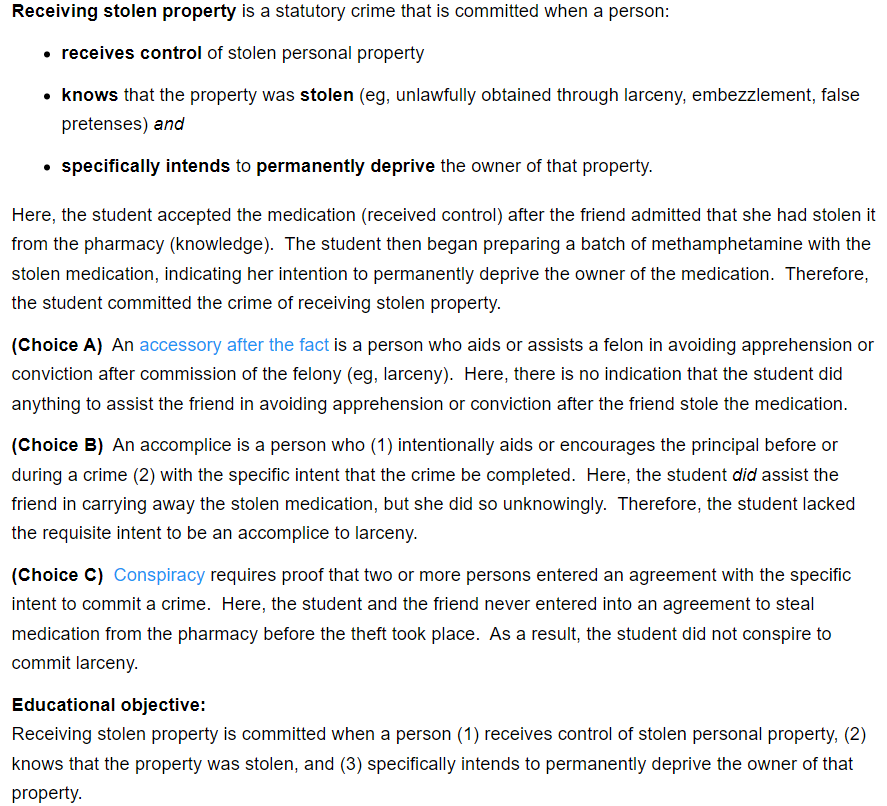 Receiving stolen property is a statutory crime that is committed when a person:
• receives control of stolen personal property
• knows that the property was stolen (eg, unlawfully obtained through larceny, embezzlement, false
pretenses) and
• specifically intends to permanently deprive the owner of that property.
Here, the student accepted the medication (received control) after the friend admitted that she had stolen it
from the pharmacy (knowledge).  The student then began preparing a batch of methamphetamine with the
stolen medication, indicating her intention to permanently deprive the owner of the medication.  Therefore,
the student committed the crime of receiving stolen property.
(Choice A)  An accessory after the fact is a person who aids or assists a felon in avoiding apprehension or
conviction after commission of the felony (eg, larceny).  Here, there is no indication that the student did
anything to assist the friend in avoiding apprehension or conviction after the friend stole the medication.
(Choice B)  An accomplice is a person who (1) intentionally aids or encourages the principal before or
during a crime (2) with the specific intent that the crime be completed.  Here, the student did assist the
friend in carrying away the stolen medication, but she did so unknowingly.  Therefore, the student lacked
the requisite intent to be an accomplice to larceny.
(Choice C)  Conspiracy requires proof that two or more persons entered an agreement with the specific
intent to commit a crime.  Here, the student and the friend never entered into an agreement to steal
medication from the pharmacy before the theft took place.  As a result, the student did not conspire to
commit larceny.
Educational objective:
Receiving stolen property is committed when a person (1) receives control of stolen personal property, (2)
knows that the property was stolen, and (3) specifically intends to permanently deprive the owner of that
property.